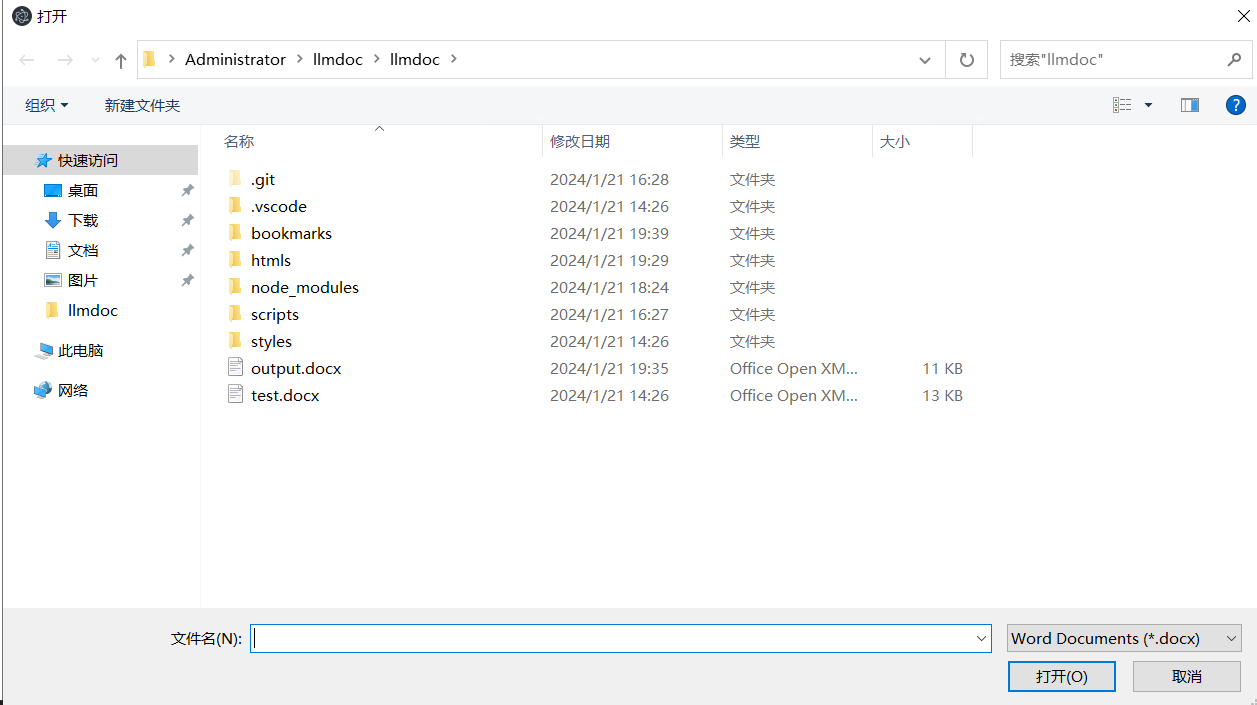 打开
Administrator > llmdoc > llmdoc >
搜索"llmdoc"
组织 新建文件夹
名称 修改日期 类型 大小
快速访问
桌面
下载
文档
图片
llmdoc
此电脑
网络
.git 2024/1/21 16:28 文件夹
.vscode 2024/1/21 14:26 文件夹
bookmarks 2024/1/21 19:39 文件夹
htmls 2024/1/21 19:29 文件夹
node_modules 2024/1/21 18:24 文件夹
scripts 2024/1/21 16:27 文件夹
styles 2024/1/21 14:26 文件夹
output.docx 2024/1/21 19:35 Office Open XM... 11 KB
test.docx 2024/1/21 14:26 Office Open XM... 13 KB
文件名(N): Word Documents (*.docx)
打开(O) 取消